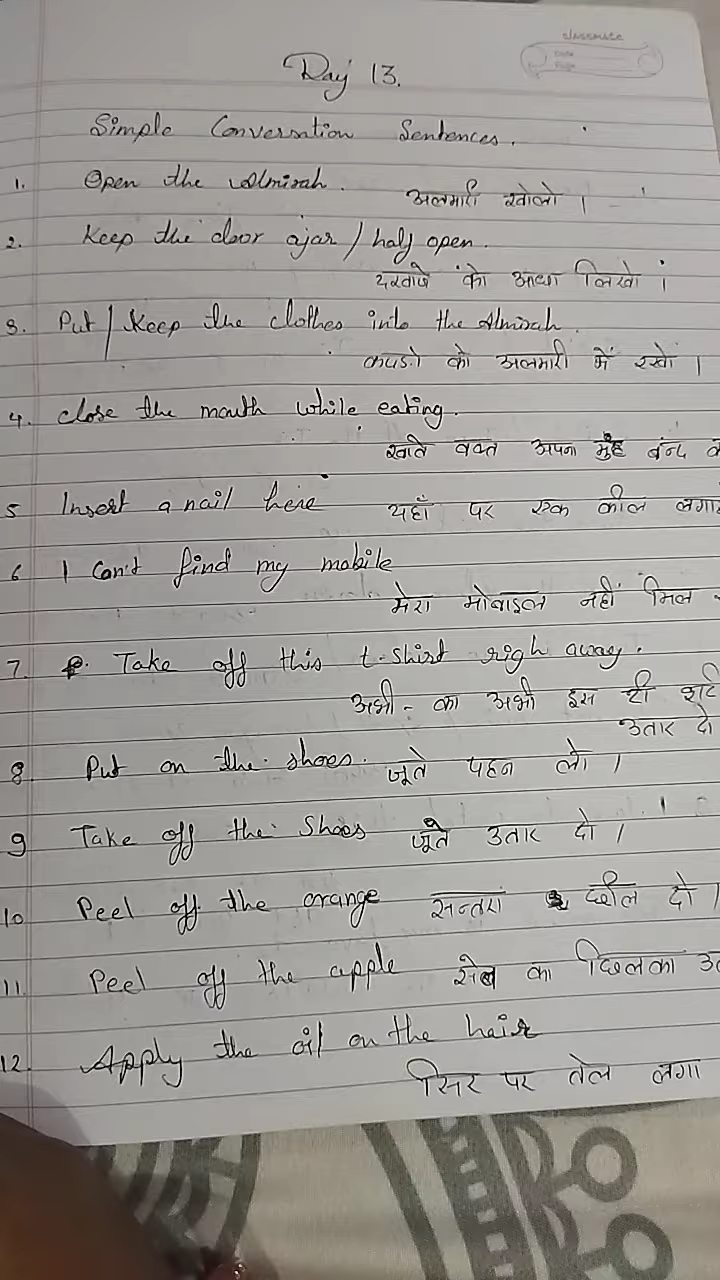 classmate
Date
Page
Day 13.
Simple Converation Sentences.
1. Open the Almirah.
अलमारी खोलो।
2. Keep the door ajar / half open.
दरवाजे को आधा लिखो।
3. Put / Keep the clothes into the Almirah.
कपडो को अलमारी में रखो।
4. Close the mouth while eating.
खाते वक्त अपना मुँह बंन्द
5 Insert a nail here यहाँ पर एक कील लगा
6 I Can't find my mobile
मेरा मोबाइल नहीं मिल
7. Take off this t-shirt righ away.
अभी - का अभी इस टी शर्ट
उतार दो
8 Put on the shoes. जूते पहन लो।
9 Take off the Shoes जूते उतार दो।
10 Peel off the orange सन्तरा छील दो।
11. Peel off the apple सेब का छिलका
12. Apply the oil on the hair
सिर पर तेल लगा